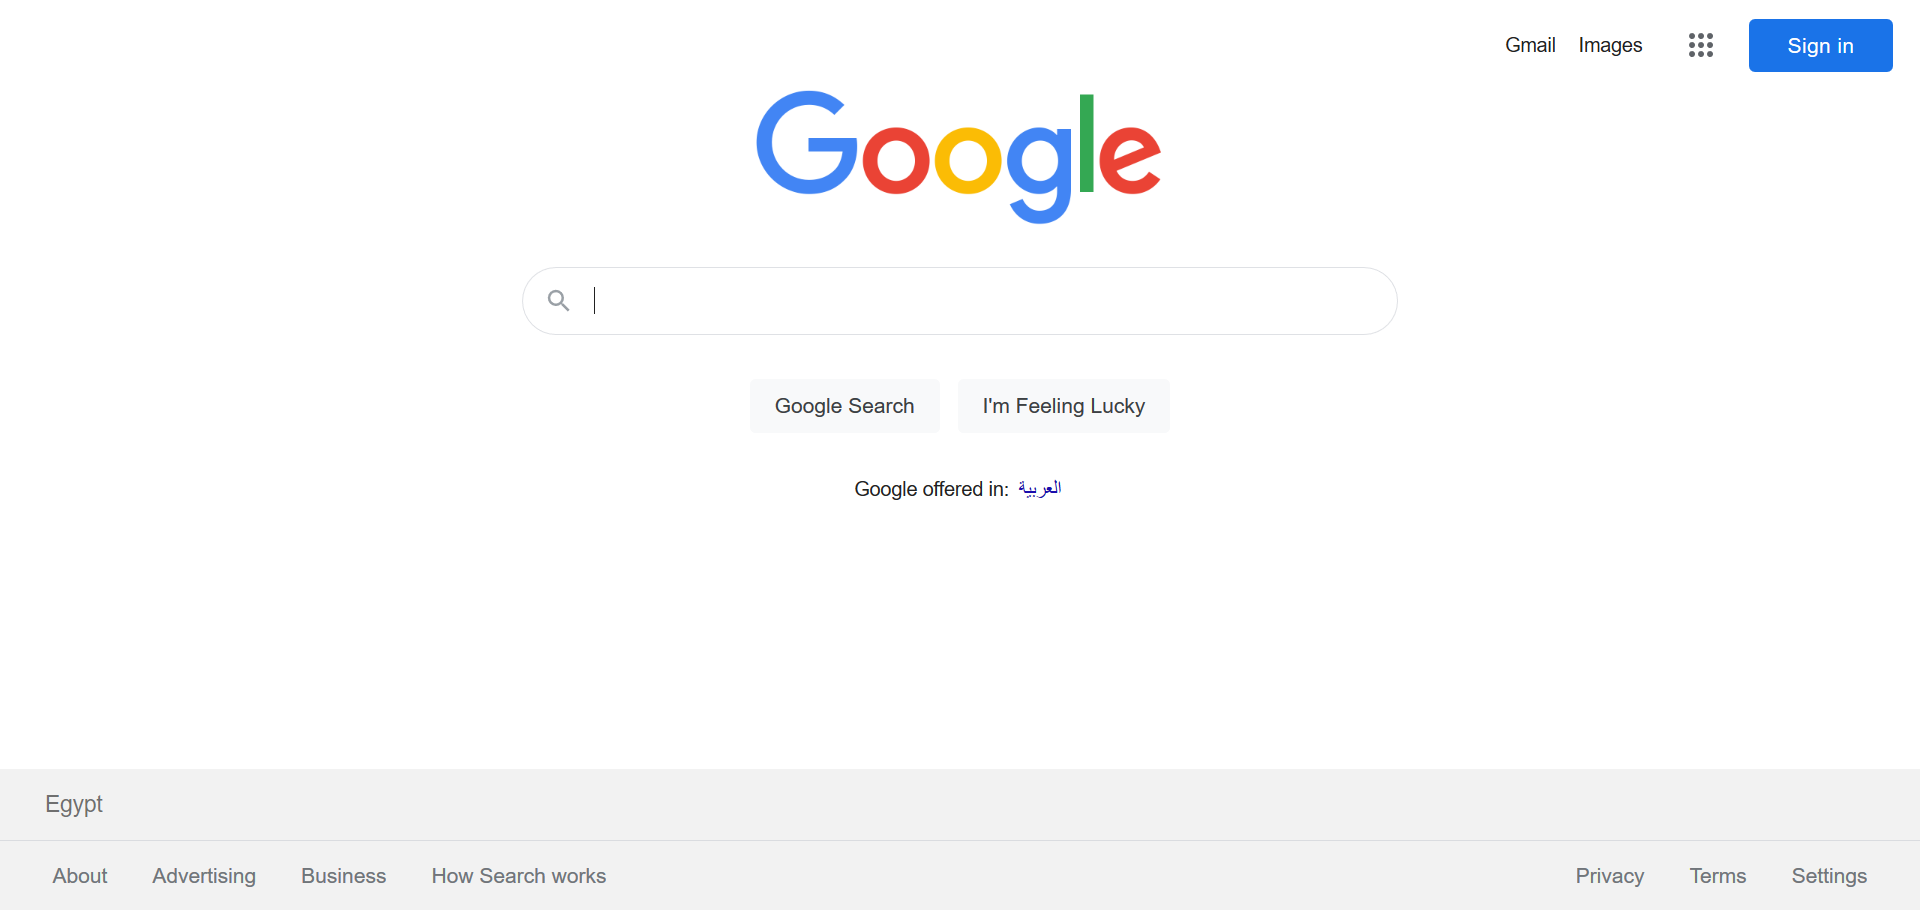 Gmail Images Sign in
Google
Google Search I'm Feeling Lucky
Google offered in: العربية
Egypt
About Advertising Business How Search works Privacy Terms Settings